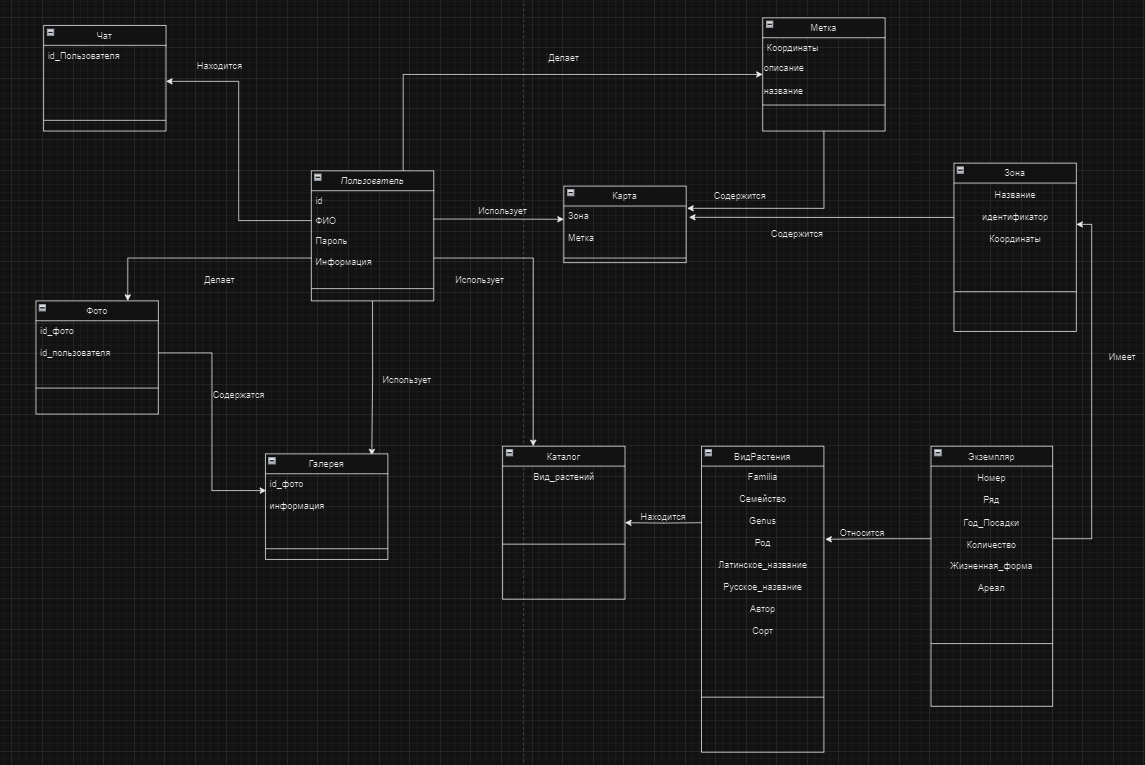 Чат
id_Пользователя
Находится
Делает
Метка
Координаты
описание
название
Пользователь
id
ФИО
Пароль
Информация
Использует
Карта
Зона
Метка
Содержится
Содержится
Зона
Название
идентификатор
Координаты
Делает
Использует
Фото
id_фото
id_пользователя
Содержатся
Использует
Имеет
Галерея
id_фото
информация
Каталог
Вид_растений
Находится
ВидРастения
Familia
Семейство
Genus
Род
Латинское_название
Русское_название
Автор
Сорт
Относится
Экземпляр
Номер
Ряд
Год_Посадки
Количество
Жизненная_форма
Ареал